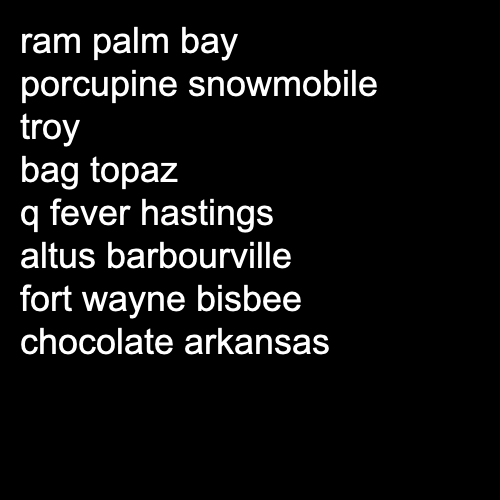 ram palm bay
porcupine snowmobile
troy
bag topaz
q fever hastings
altus barbourville
fort wayne bisbee
chocolate arkansas